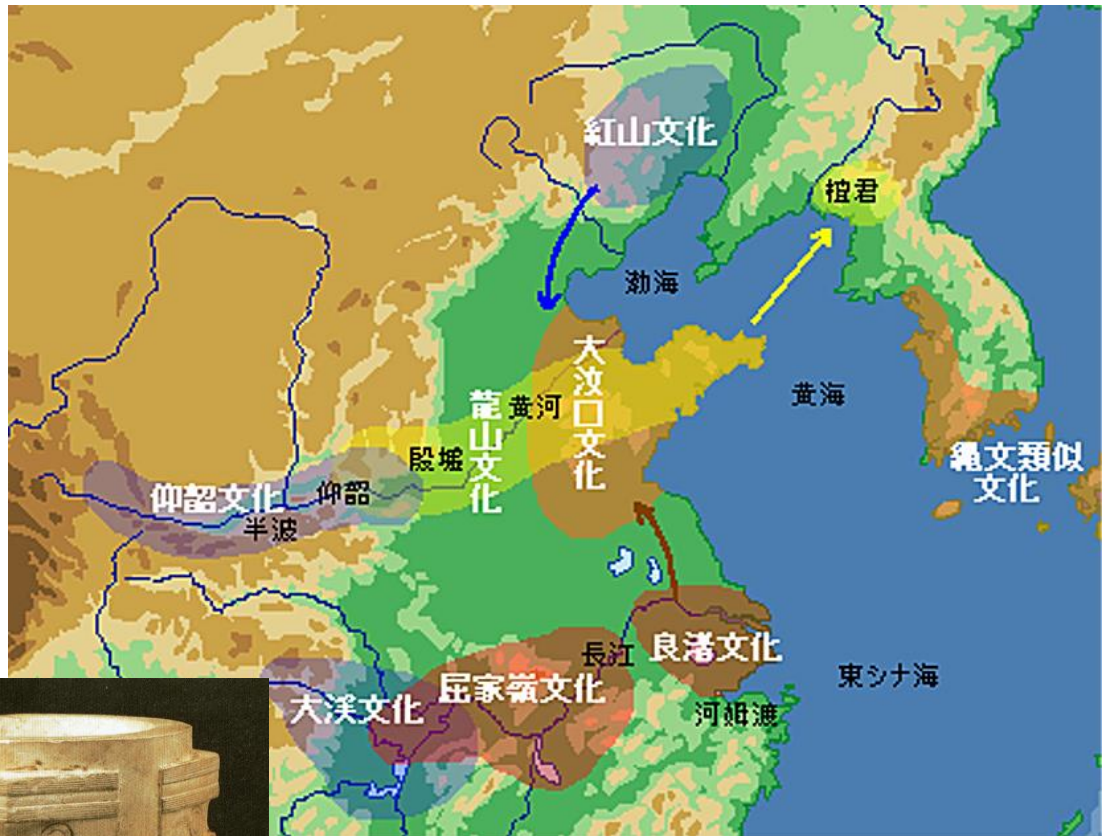 紅山文化
檀君
渤海
大汶口文化
黄海
黄河
龍山文化
殷墟
縄文類似
文化
仰韶文化
仰韶
半波
長江
良渚文化
屈家嶺文化
東シナ海
大渓文化
河姆渡